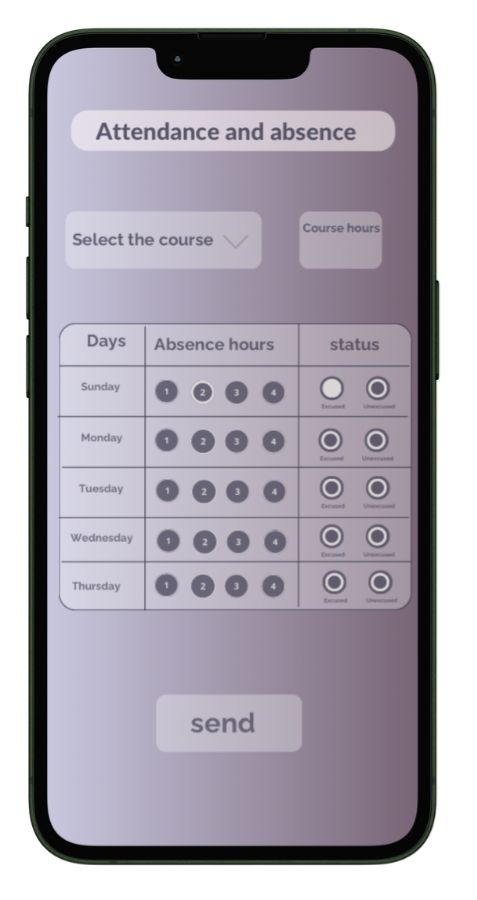 Attendance and absence
Select the course
Course hours
Days Absence hours status
Sunday 1 2 3 4 Excused Unexcused
Monday 1 2 3 4 Excused Unexcused
Tuesday 1 2 3 4 Excused Unexcused
Wednesday 1 2 3 4 Excused Unexcused
Thursday 1 2 3 4 Excused Unexcused
send